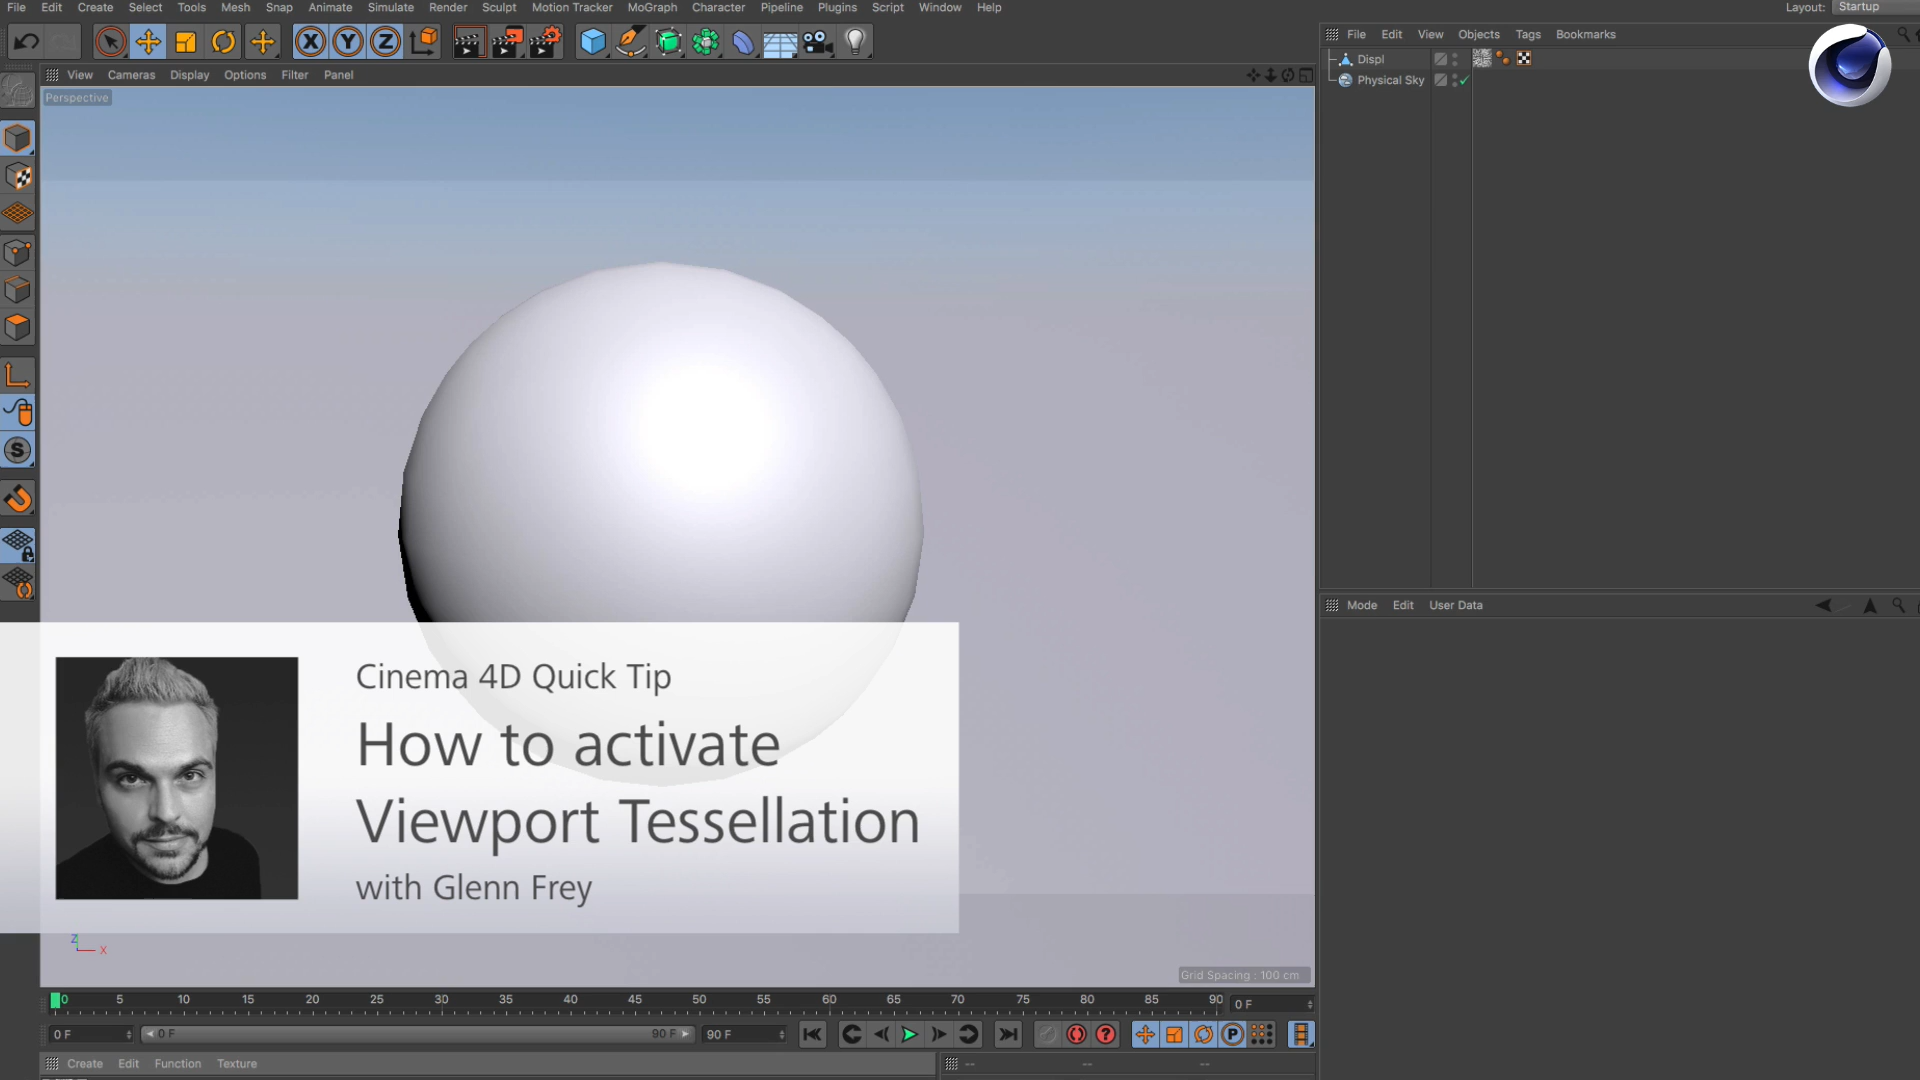 File Edit Create Select Tools Mesh Snap Animate Simulate Render Sculpt Motion Tracker MoGraph Character Pipeline Plugins Script Window Help Layout: Startup
X Y Z
File Edit View Objects Tags Bookmarks
Displ
Physical Sky
View Cameras Display Options Filter Panel
Perspective
S
Mode Edit User Data
Cinema 4D Quick Tip
How to activate
Viewport Tessellation
with Glenn Frey
Z
X
Grid Spacing : 100 cm
0 5 10 15 20 25 30 35 40 45 50 55 60 65 70 75 80 85 90 0 F
0 F 0 F 90 F 90 F ? P
Create Edit Function Texture
-- -- --